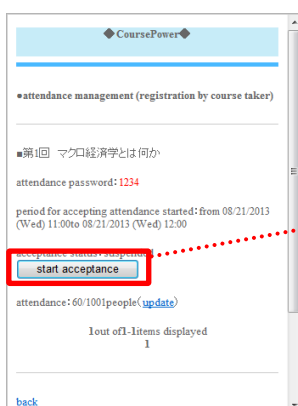 ◆CoursePower◆
●attendance management (registration by course taker)
■第1回 マクロ経済学とは何か
attendance password:1234
period for accepting attendance started:from 08/21/2013
(Wed) 11:00to 08/21/2013 (Wed) 12:00
acceptance status:suspended
start acceptance
attendance:60/1001people(update)
1out of1-1items displayed
1
back